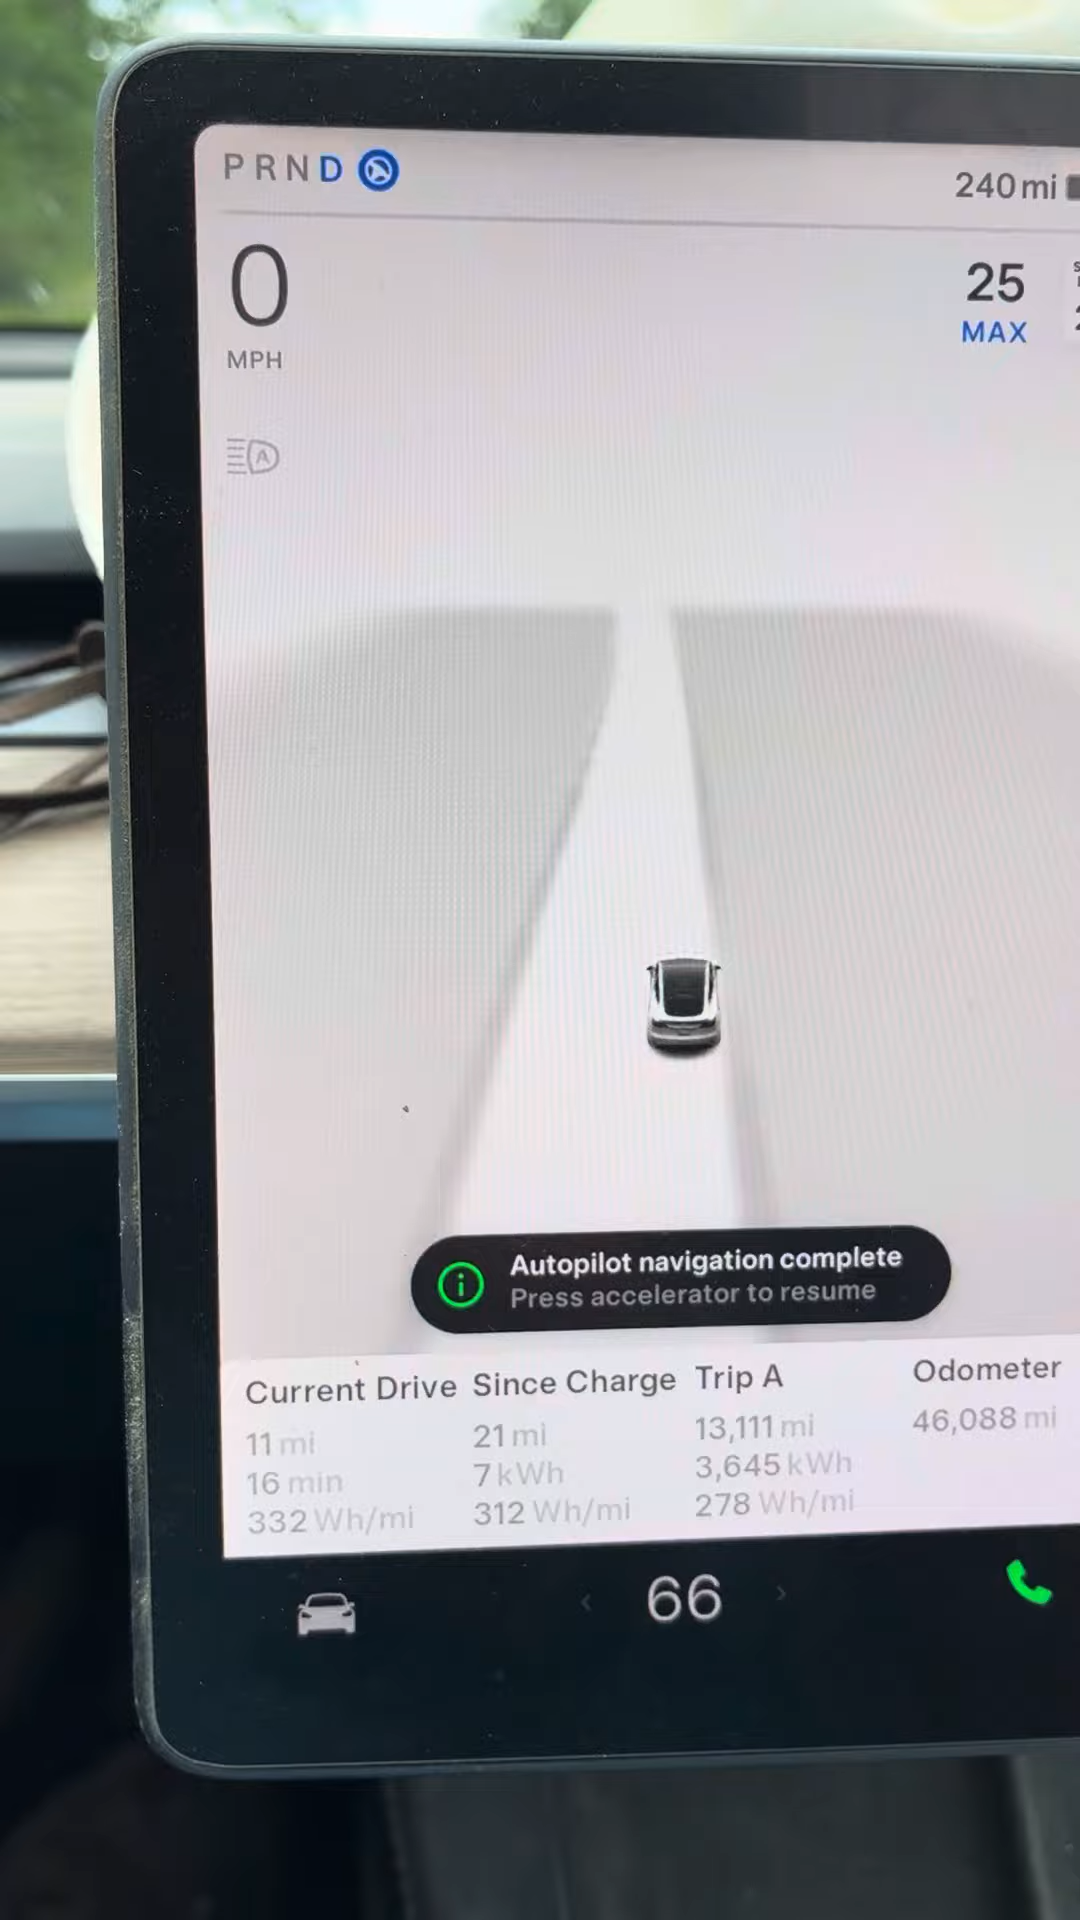 P R N D
240 mi
0
MPH
25
MAX
A
Autopilot navigation complete
Press accelerator to resume
Current Drive
11 mi
16 min
332 Wh/mi
Since Charge
21 mi
7 kWh
312 Wh/mi
Trip A
13,111 mi
3,645 kWh
278 Wh/mi
Odometer
46,088 mi
66